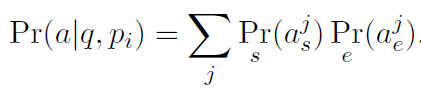 Pr(a|q, p_i) = \sum_j \Pr_s(a_s^j) \Pr_e(a_e^j).